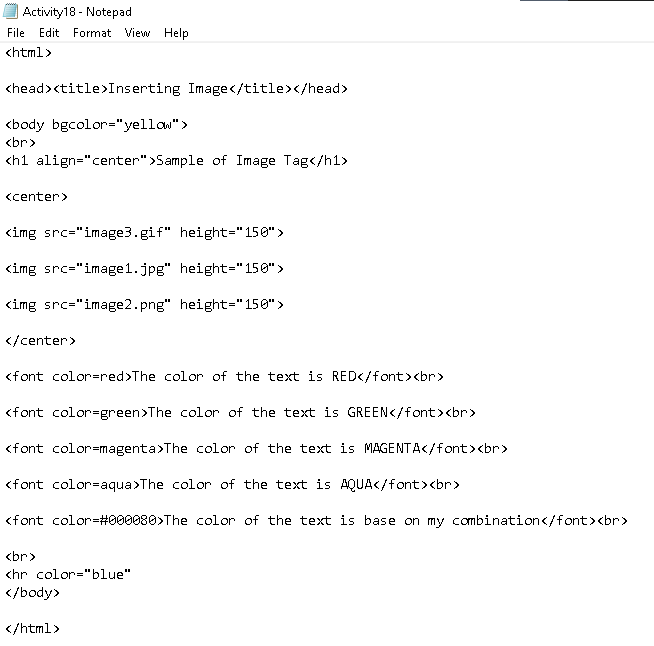 Activity18 - Notepad
File Edit Format View Help
<html>
<head><title>Inserting Image</title></head>
<body bgcolor="yellow">
<br>
<h1 align="center">Sample of Image Tag</h1>
<center>
<img src="image3.gif" height="150">
<img src="image1.jpg" height="150">
<img src="image2.png" height="150">
</center>
<font color=red>The color of the text is RED</font><br>
<font color=green>The color of the text is GREEN</font><br>
<font color=magenta>The color of the text is MAGENTA</font><br>
<font color=aqua>The color of the text is AQUA</font><br>
<font color=#000080>The color of the text is base on my combination</font><br>
<br>
<hr color="blue"
</body>
</html>